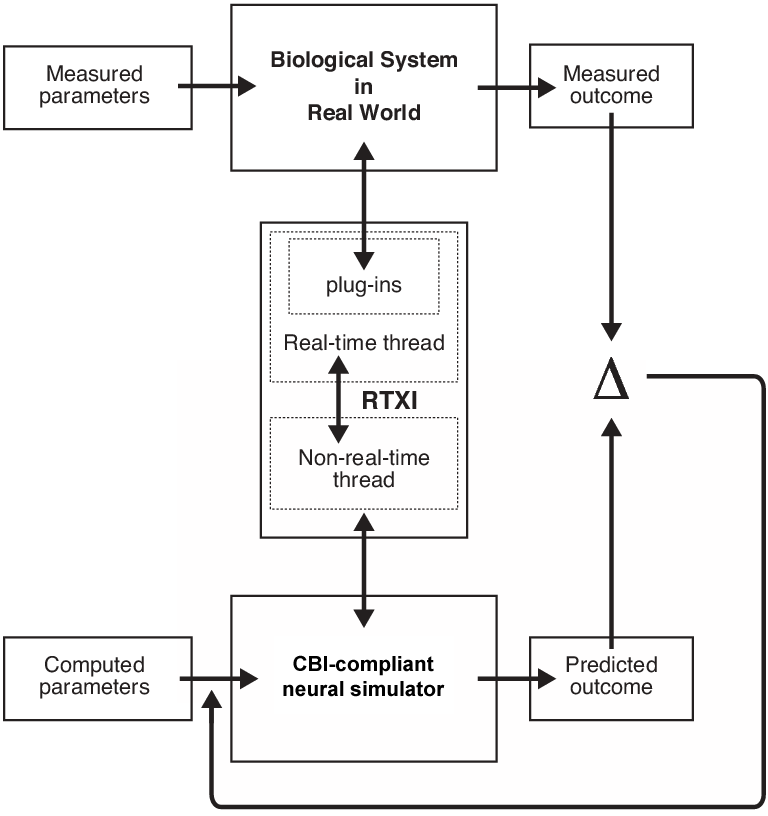 Measured
parameters
Biological System
in
Real World
Measured
outcome
plug-ins
Real-time thread
RTXI
Non-real-time
thread
Δ
Computed
parameters
CBI-compliant
neural simulator
Predicted
outcome